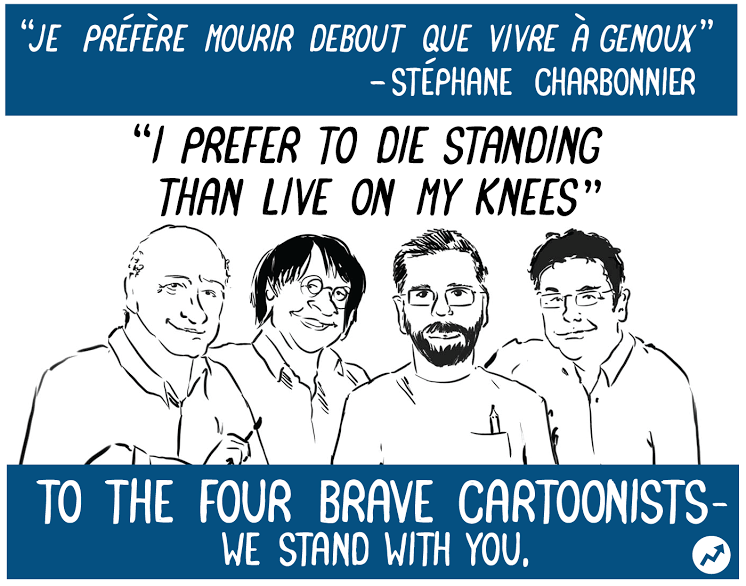 “JE PRÉFÈRE MOURIR DEBOUT QUE VIVRE À GENOUX”
– STÉPHANE CHARBONNIER
“I PREFER TO DIE STANDING
THAN LIVE ON MY KNEES”
TO THE FOUR BRAVE CARTOONISTS–
WE STAND WITH YOU.